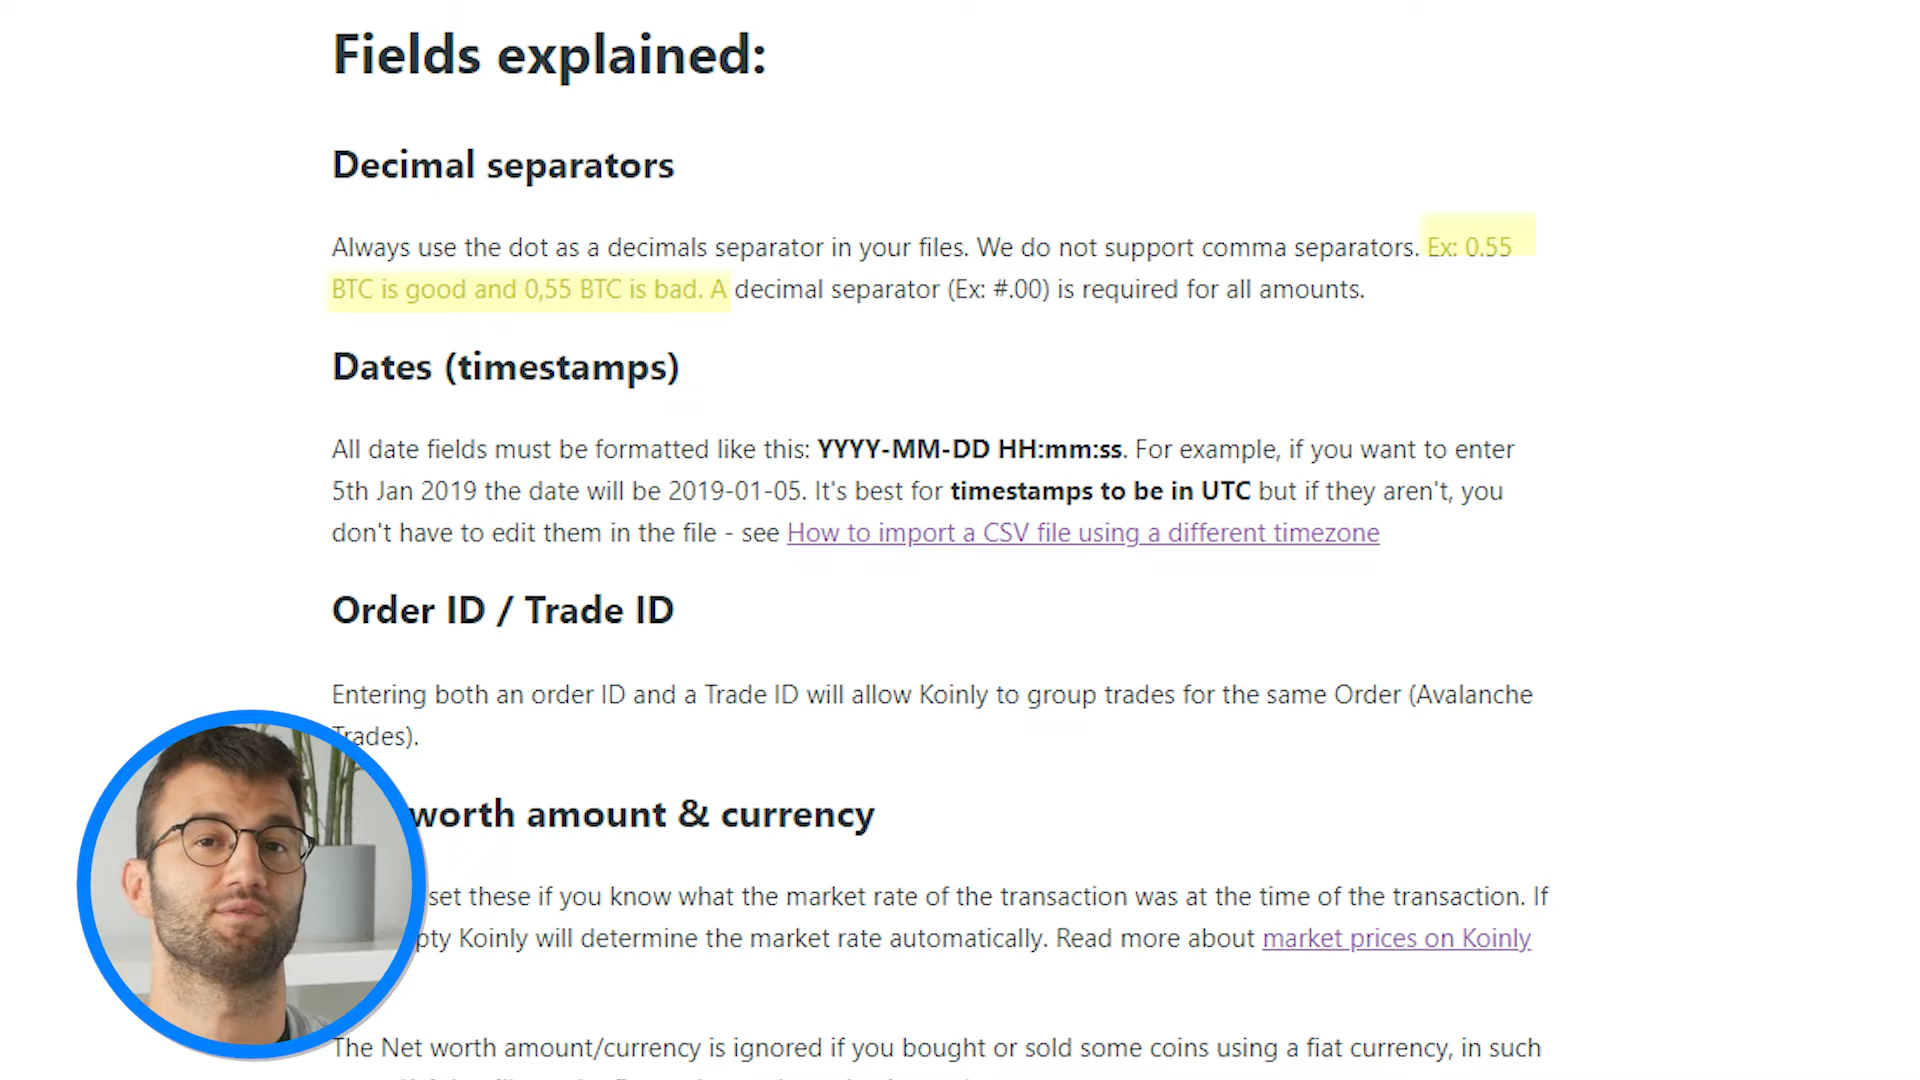 Fields explained:
Decimal separators
Always use the dot as a decimals separator in your files. We do not support comma separators. Ex: 0.55
BTC is good and 0,55 BTC is bad. A decimal separator (Ex: #.00) is required for all amounts.
Dates (timestamps)
All date fields must be formatted like this: YYYY-MM-DD HH:mm:ss. For example, if you want to enter
5th Jan 2019 the date will be 2019-01-05. It's best for timestamps to be in UTC but if they aren't, you
don't have to edit them in the file - see How to import a CSV file using a different timezone
Order ID / Trade ID
Entering both an order ID and a Trade ID will allow Koinly to group trades for the same Order (Avalanche
Trades).
worth amount & currency
set these if you know what the market rate of the transaction was at the time of the transaction. If
Koinly will determine the market rate automatically. Read more about market prices on Koinly
The Net worth amount/currency is ignored if you bought or sold some coins using a fiat currency, in such